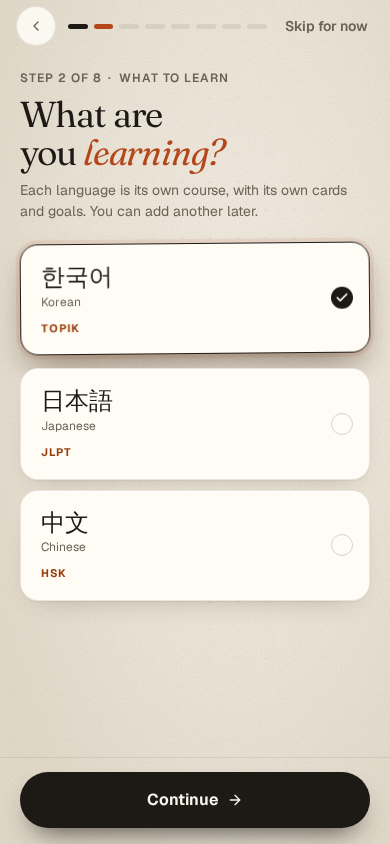 Skip for now
STEP 2 OF 8 · WHAT TO LEARN
What are
you learning?
Each language is its own course, with its own cards
and goals. You can add another later.
한국어
Korean
TOPIK
日本語
Japanese
JLPT
中文
Chinese
HSK
Continue →